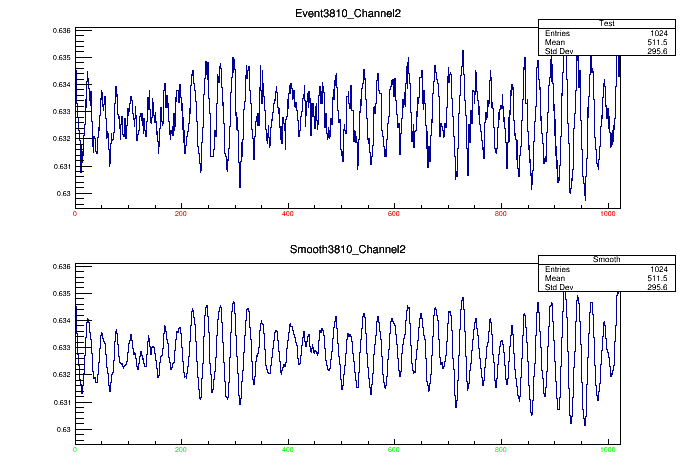 Event3810_Channel2
Test
Entries 1024
Mean 511.5
Std Dev 295.6
0.636
0.635
0.634
0.633
0.632
0.631
0.63
0 200 400 600 800 1000
Smooth3810_Channel2
Smooth
Entries 1024
Mean 511.5
Std Dev 295.6
0.636
0.635
0.634
0.633
0.632
0.631
0.63
0 200 400 600 800 1000